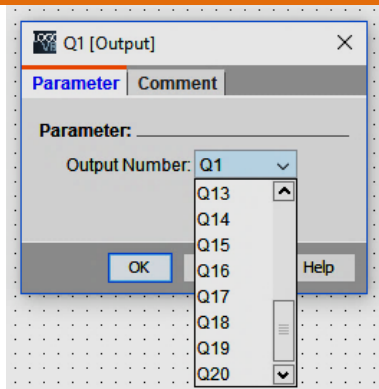 Q1 [Output]
Parameter Comment
Parameter:
Output Number: Q1
Q13
Q14
Q15
Q16
Q17
Q18
Q19
Q20
OK
Help